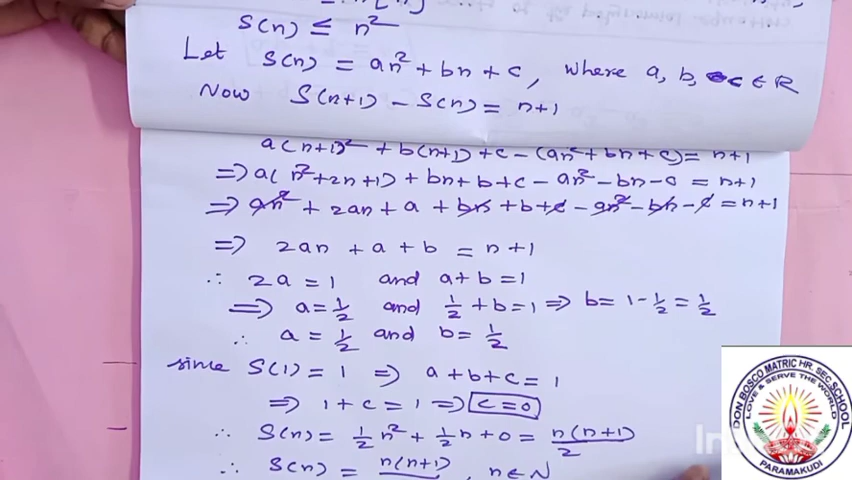 S(n) ≤ n²
Let S(n) = an² + bn + c, where a, b, c ∈ R
Now S(n+1) - S(n) = n+1
a(n+1)² + b(n+1) + c - (an² + bn + c) = n+1
⇒ a(n² + 2n + 1) + bn + b + c - an² - bn - c = n+1
⇒ an² + 2an + a + bn + b + c - an² - bn - c = n+1
⇒ 2an + a + b = n+1
∴ 2a = 1 and a+b = 1
⇒ a = 1/2 and 1/2 + b = 1 ⇒ b = 1 - 1/2 = 1/2
∴ a = 1/2 and b = 1/2
since S(1) = 1 ⇒ a+b+c = 1
⇒ 1 + c = 1 ⇒ c = 0
∴ S(n) = 1/2 n² + 1/2 n + 0 = n(n+1)/2
∴ S(n) = n(n+1) , n ∈ N
DON BOSCO MATRIC HR. SEC SCHOOL
LOVE & SERVE THE WORLD
PARAMAKUDI